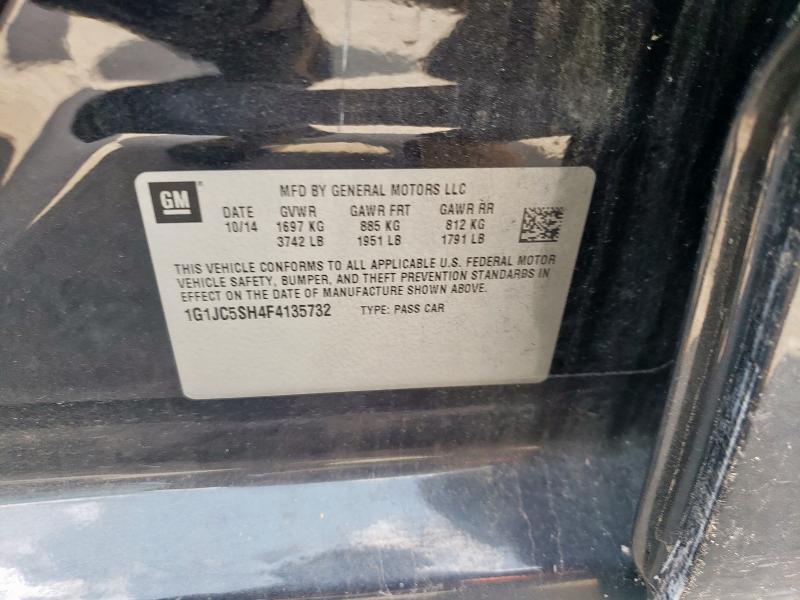 GM
MFD BY GENERAL MOTORS LLC
DATE GVWR GAWR FRT GAWR RR
10/14 1697 KG 885 KG 812 KG
3742 LB 1951 LB 1791 LB
THIS VEHICLE CONFORMS TO ALL APPLICABLE U.S. FEDERAL MOTOR
VEHICLE SAFETY, BUMPER, AND THEFT PREVENTION STANDARDS IN
EFFECT ON THE DATE OF MANUFACTURE SHOWN ABOVE.
1G1JC5SH4F4135732 TYPE: PASS CAR